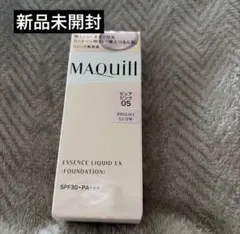 新品未開封
MAQuill
ピュア
ピンク
05
BRIGHT
GLOW
ESSENCE LIQUID EX
(FOUNDATION)
SPF30・PA+++